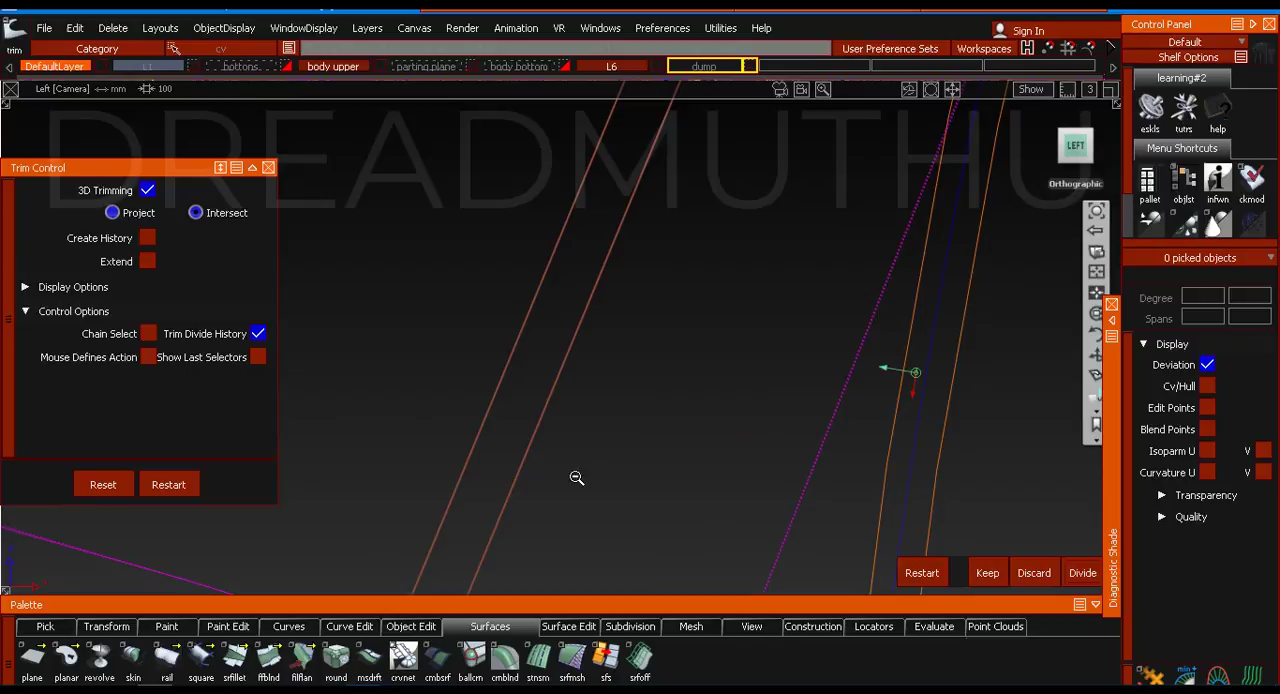 File Edit Delete Layouts ObjectDisplay WindowDisplay Layers Canvas Render Animation VR Windows Preferences Utilities Help Sign In
trim Category cv User Preference Sets Workspaces
DefaultLayer L1 bottons body upper parting plane body bottom L6 dump
Left [Camera] mm 100 Show 3
DREADMUTHU
LEFT
Orthographic
Trim Control
3D Trimming
Project Intersect
Create History
Extend
Display Options
Control Options
Chain Select Trim Divide History
Mouse Defines Action Show Last Selectors
Reset Restart
Restart Keep Discard Divide
Control Panel
Default
Shelf Options
learning#2
eskls tutrs help
Menu Shortcuts
pallet objlst infwn ckmod
0 picked objects
Degree
Spans
Display
Deviation
Cv/Hull
Edit Points
Blend Points
Isoparm U V
Curvature U V
Transparency
Quality
Diagnostic Shade
Palette
Pick Transform Paint Paint Edit Curves Curve Edit Object Edit Surfaces Surface Edit Subdivision Mesh View Construction Locators Evaluate Point Clouds
plane planar revolve skin rail square srfillet ffblnd filflan round msdrft crvnet cmbsrf ballcrn cmblnd stnsrn srfmsh sfs srfoff